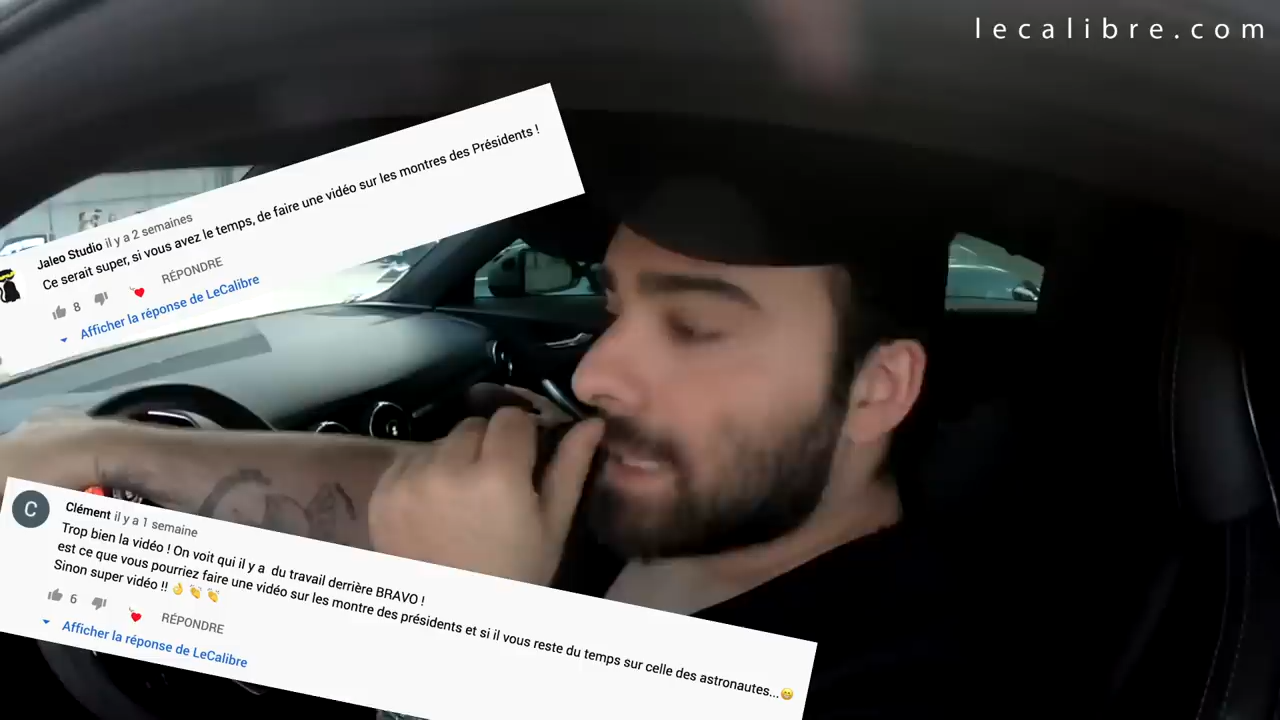 lecalibre.com
Jaleo Studio il y a 2 semaines
Ce serait super, si vous avez le temps, de faire une vidéo sur les montres des Présidents !
8 RÉPONDRE
Afficher la réponse de LeCalibre
C
Clément il y a 1 semaine
Trop bien la vidéo ! On voit qui il y a du travail derrière BRAVO !
est ce que vous pourriez faire une vidéo sur les montre des présidents et si il vous reste du temps sur celle des astronautes...😁
Sinon super vidéo !! 👌👏👏
6 RÉPONDRE
Afficher la réponse de LeCalibre